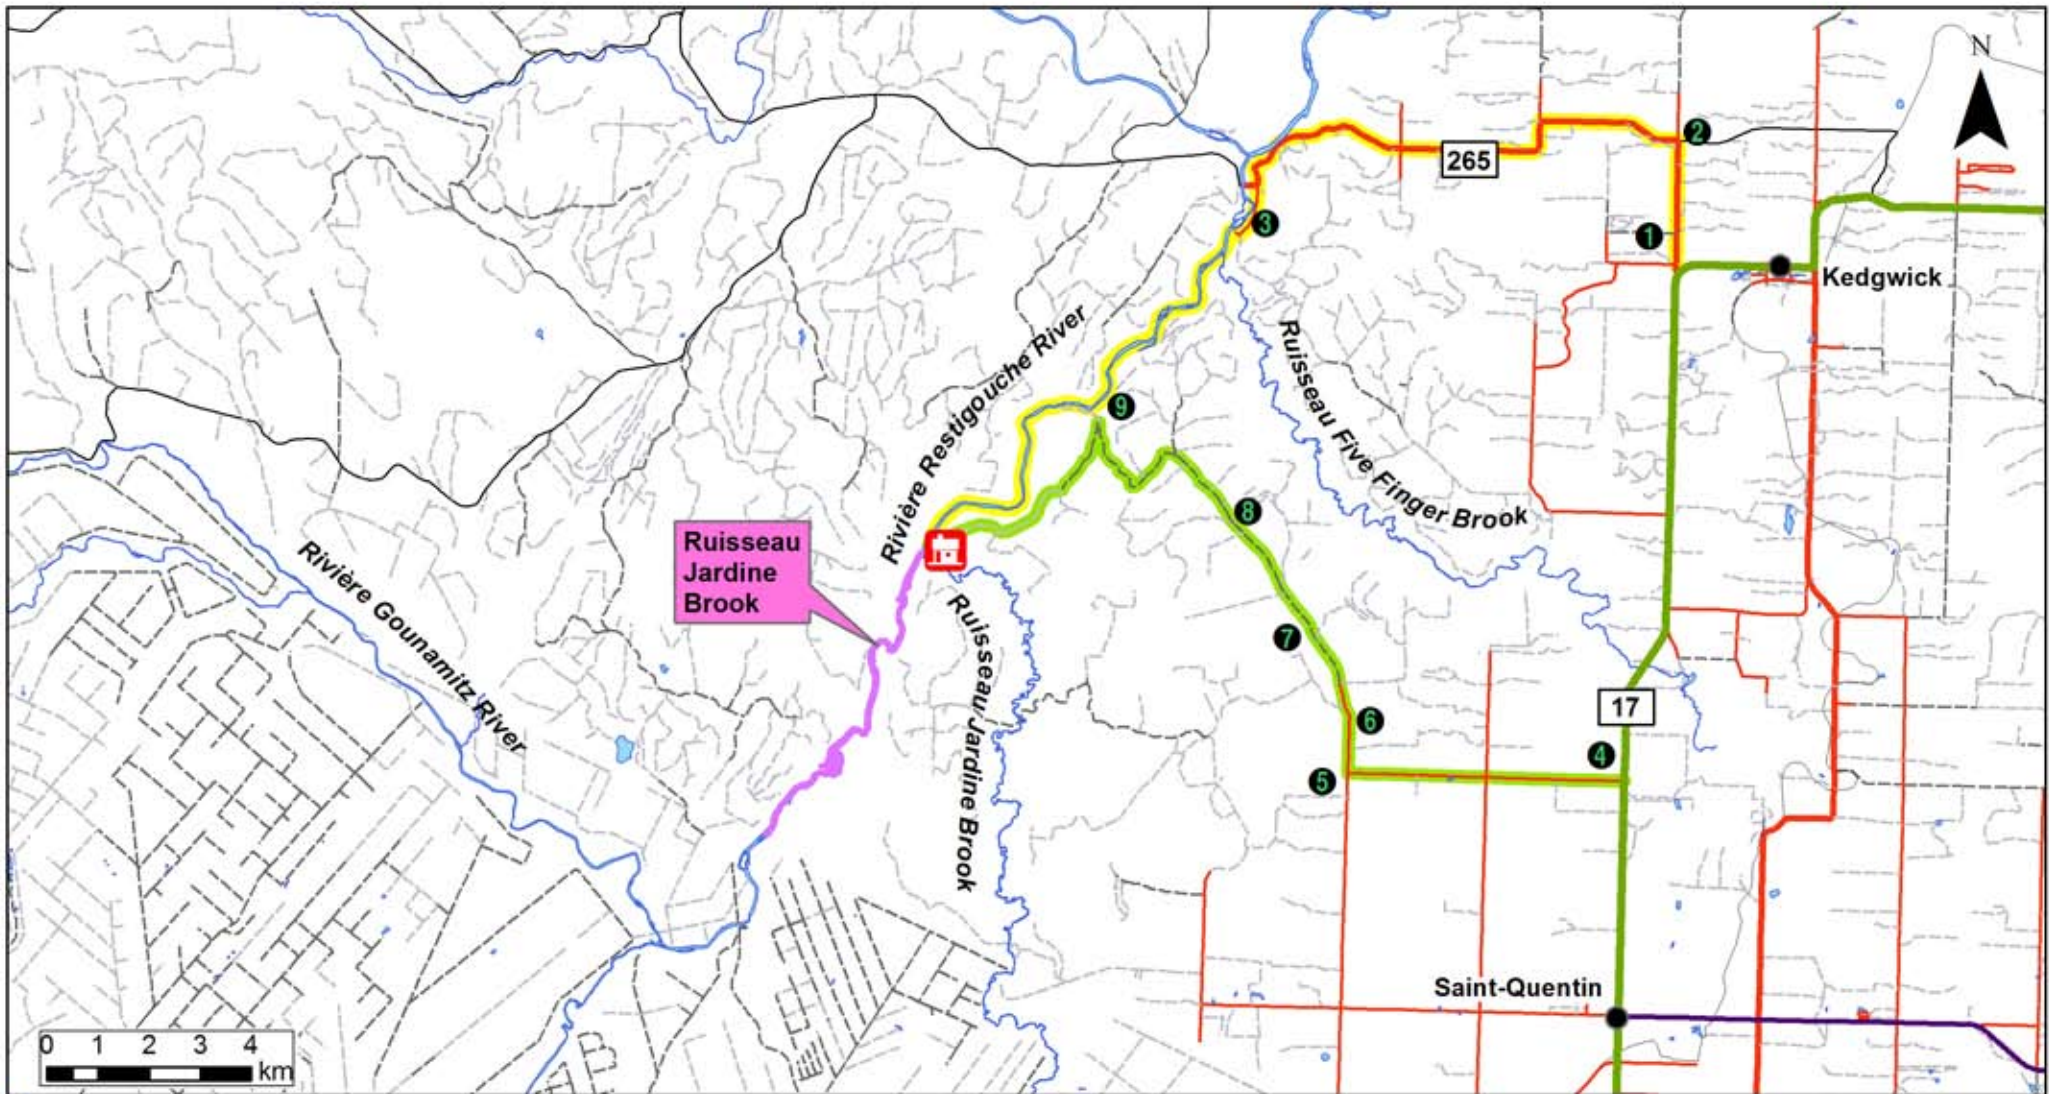 N
2
265
3
1
Kedgwick
Rivière Restigouche River
Ruisseau Five Finger Brook
9
8
Ruisseau
Jardine
Brook
Rivière Gounamitz River
Ruisseau Jardine Brook
7
6
17
4
5
Saint-Quentin
0 1 2 3 4
km